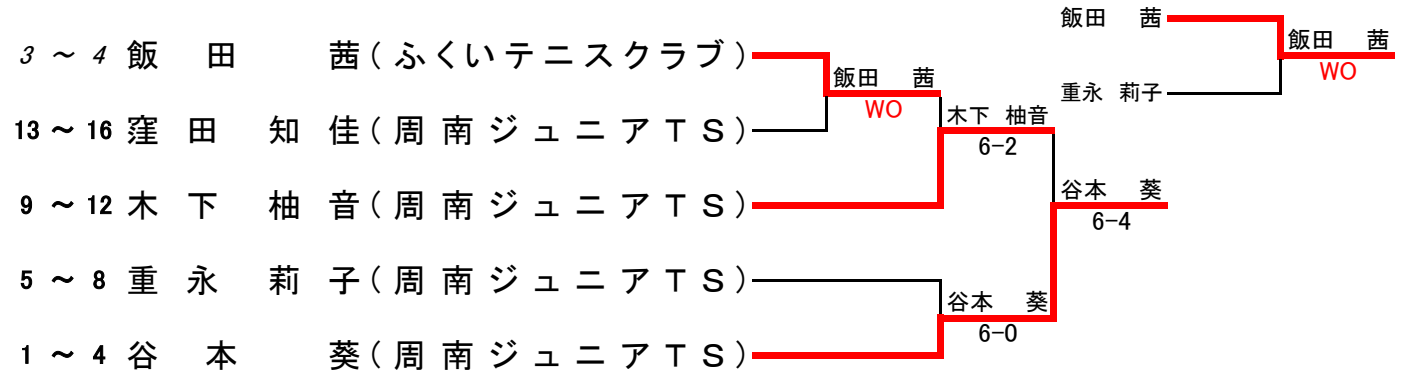 3 ～ 4 飯 田 茜(ふくいテニスクラブ)
13 ～ 16 窪 田 知 佳(周南ジュニアＴＳ)
9 ～ 12 木 下 柚 音(周南ジュニアＴＳ)
5 ～ 8 重 永 莉 子(周南ジュニアＴＳ)
1 ～ 4 谷 本 葵(周南ジュニアＴＳ)
飯田 茜
WO
木下 柚音
6-2
谷本 葵
6-0
谷本 葵
6-4
飯田 茜
重永 莉子
飯田 茜
WO